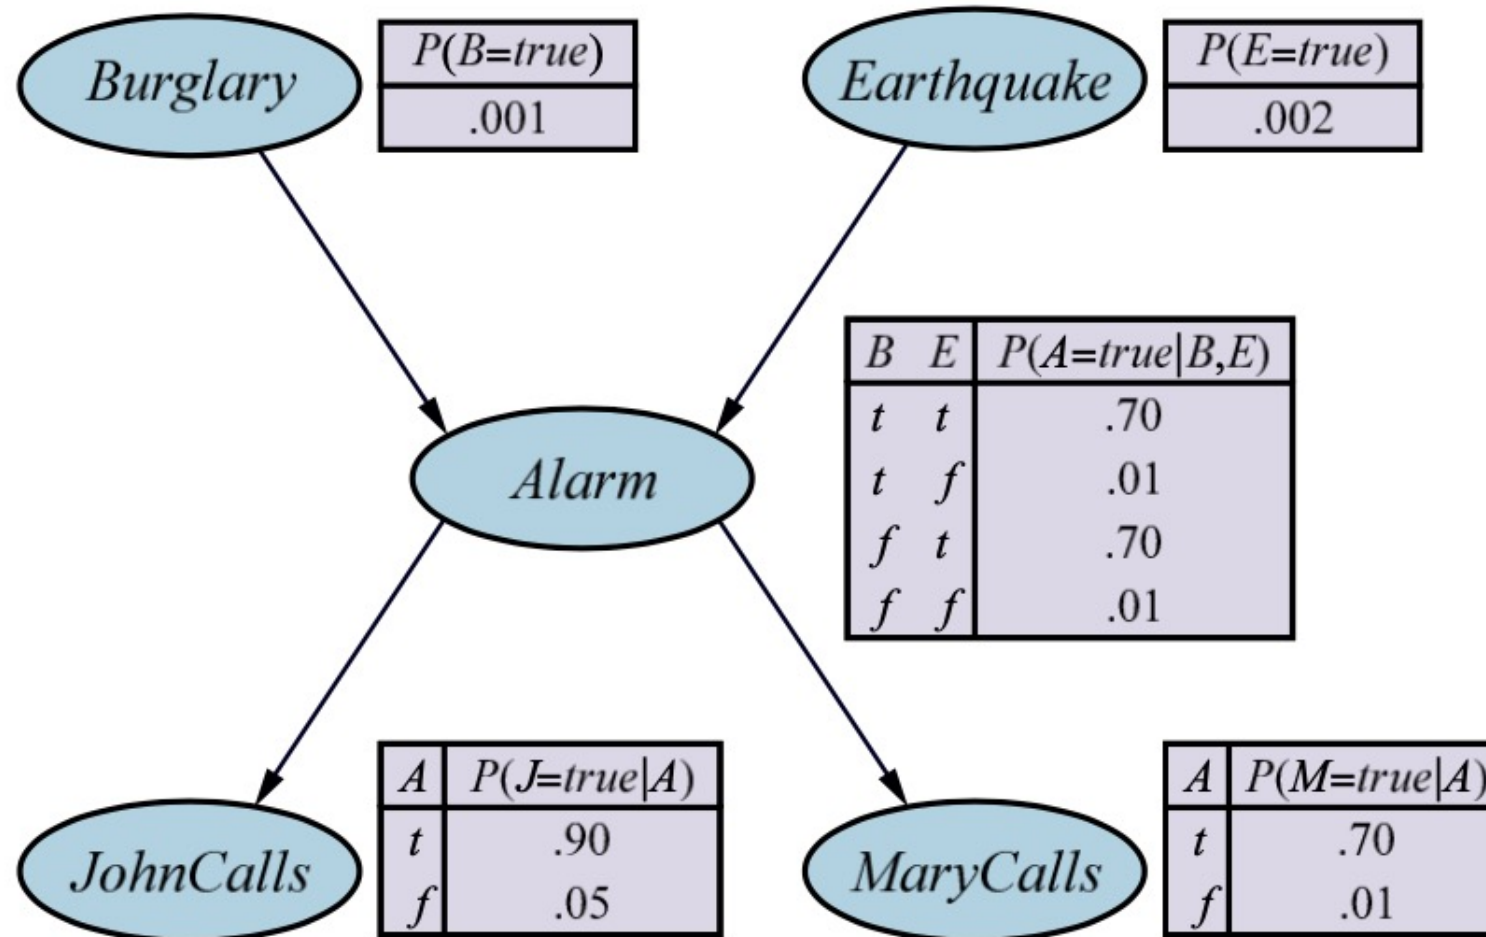 Burglary
P(B=true)
.001
Earthquake
P(E=true)
.002
B E P(A=true|B,E)
t t .70
t f .01
f t .70
f f .01
Alarm
JohnCalls
A P(J=true|A)
t .90
f .05
MaryCalls
A P(M=true|A)
t .70
f .01